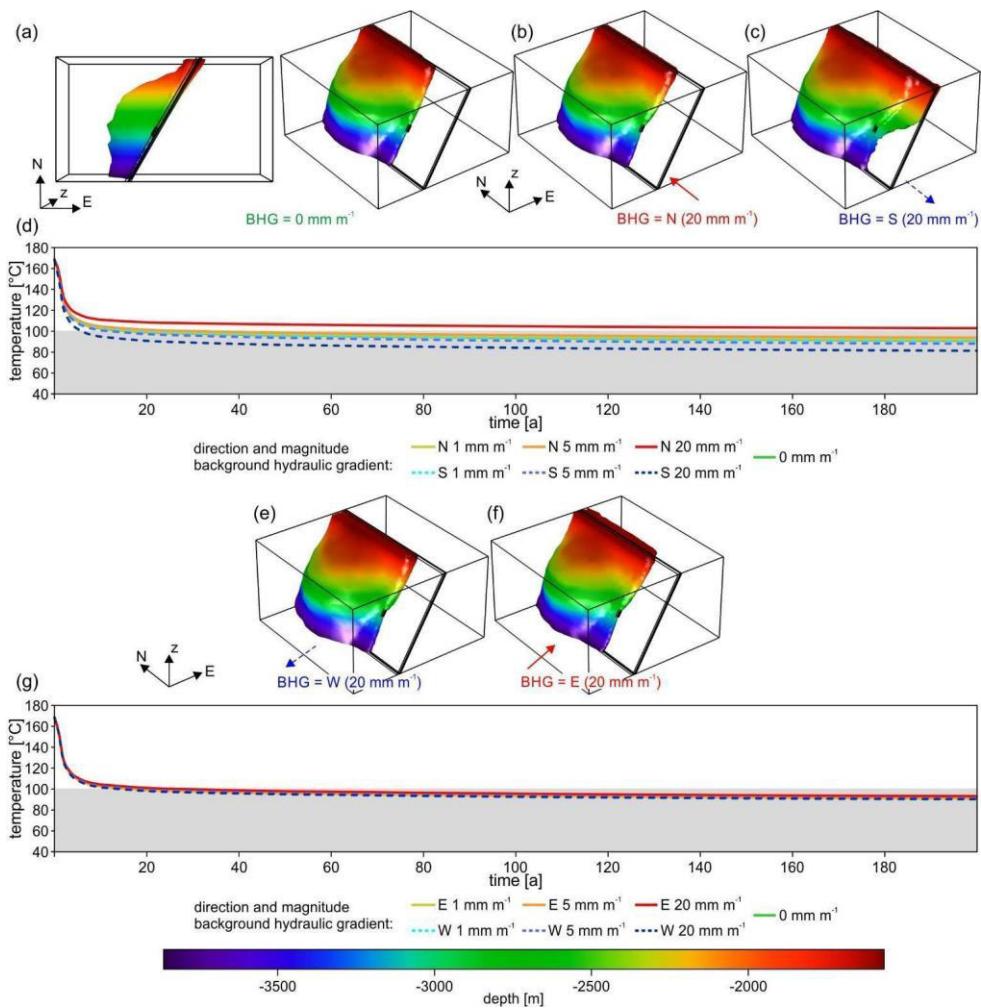 (a)
(b)
(c)
N
z
E
N
z
E
BHG = 0 mm m⁻¹
BHG = N (20 mm m⁻¹)
BHG = S (20 mm m⁻¹)
(d)
temperature [°C]
180
160
140
120
100
80
60
40
20
40
60
80
100
120
140
160
180
time [a]
direction and magnitude
background hydraulic gradient:
N 1 mm m⁻¹
N 5 mm m⁻¹
N 20 mm m⁻¹
0 mm m⁻¹
S 1 mm m⁻¹
S 5 mm m⁻¹
S 20 mm m⁻¹
(e)
(f)
N
z
E
BHG = W (20 mm m⁻¹)
BHG = E (20 mm m⁻¹)
(g)
temperature [°C]
180
160
140
120
100
80
60
40
20
40
60
80
100
120
140
160
180
time [a]
direction and magnitude
background hydraulic gradient:
E 1 mm m⁻¹
E 5 mm m⁻¹
E 20 mm m⁻¹
0 mm m⁻¹
W 1 mm m⁻¹
W 5 mm m⁻¹
W 20 mm m⁻¹
-3500
-3000
-2500
-2000
depth [m]